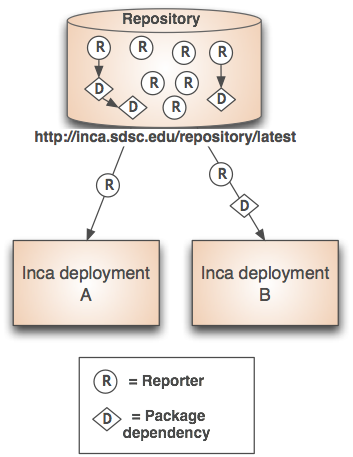 Repository
R R R R
D R R D
D R
http://inca.sdsc.edu/repository/latest
R R
D
Inca deployment
A
Inca deployment
B
R = Reporter
D = Package
dependency